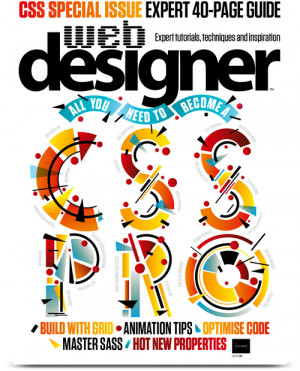 CSS SPECIAL ISSUE EXPERT 40-PAGE GUIDE
web
Expert tutorials, techniques and inspiration
designer
ALL YOU NEED TO BECOME A
CSS
PRO
BUILD WITH GRID ANIMATION TIPS OPTIMISE CODE
MASTER SASS HOT NEW PROPERTIES